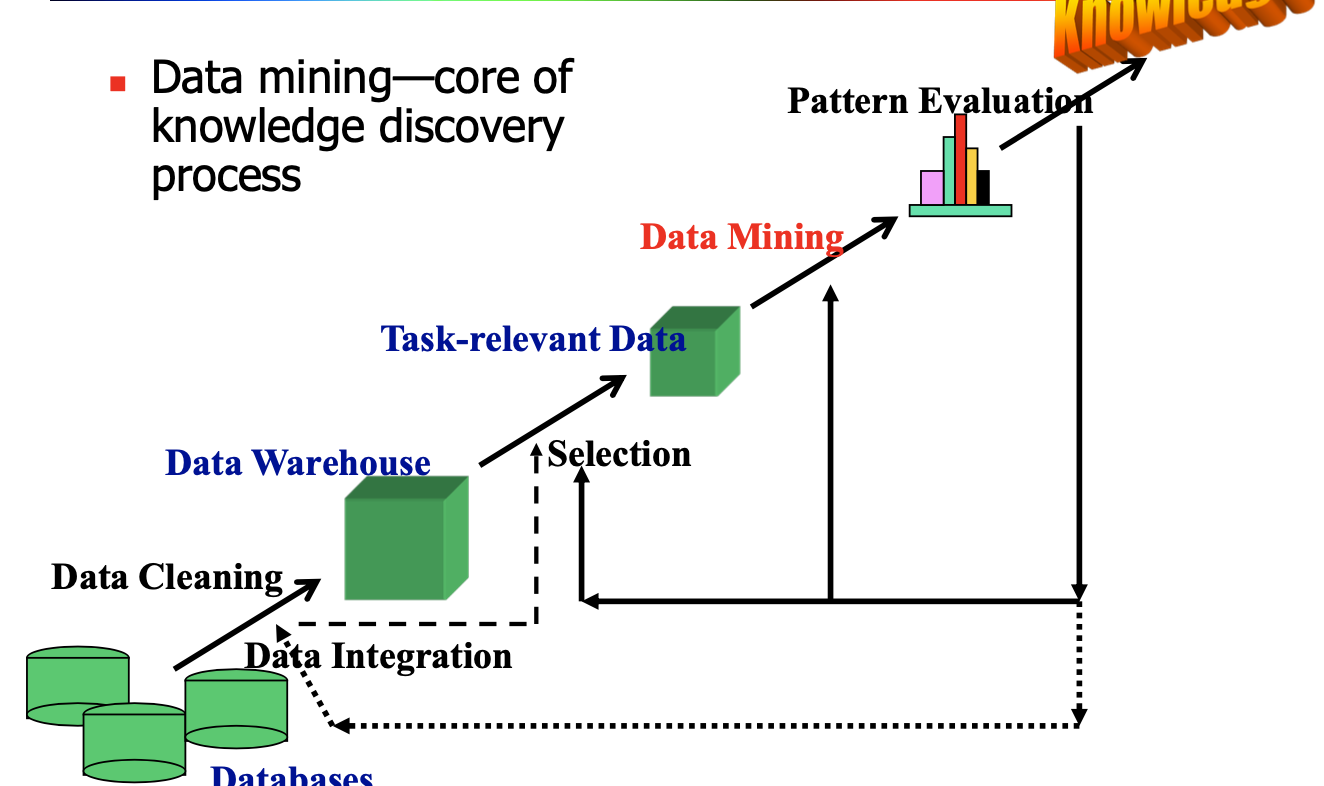 Knowledge
Data mining—core of
knowledge discovery
process
Pattern Evaluation
Data Mining
Task-relevant Data
Selection
Data Warehouse
Data Cleaning
Data Integration
Databases